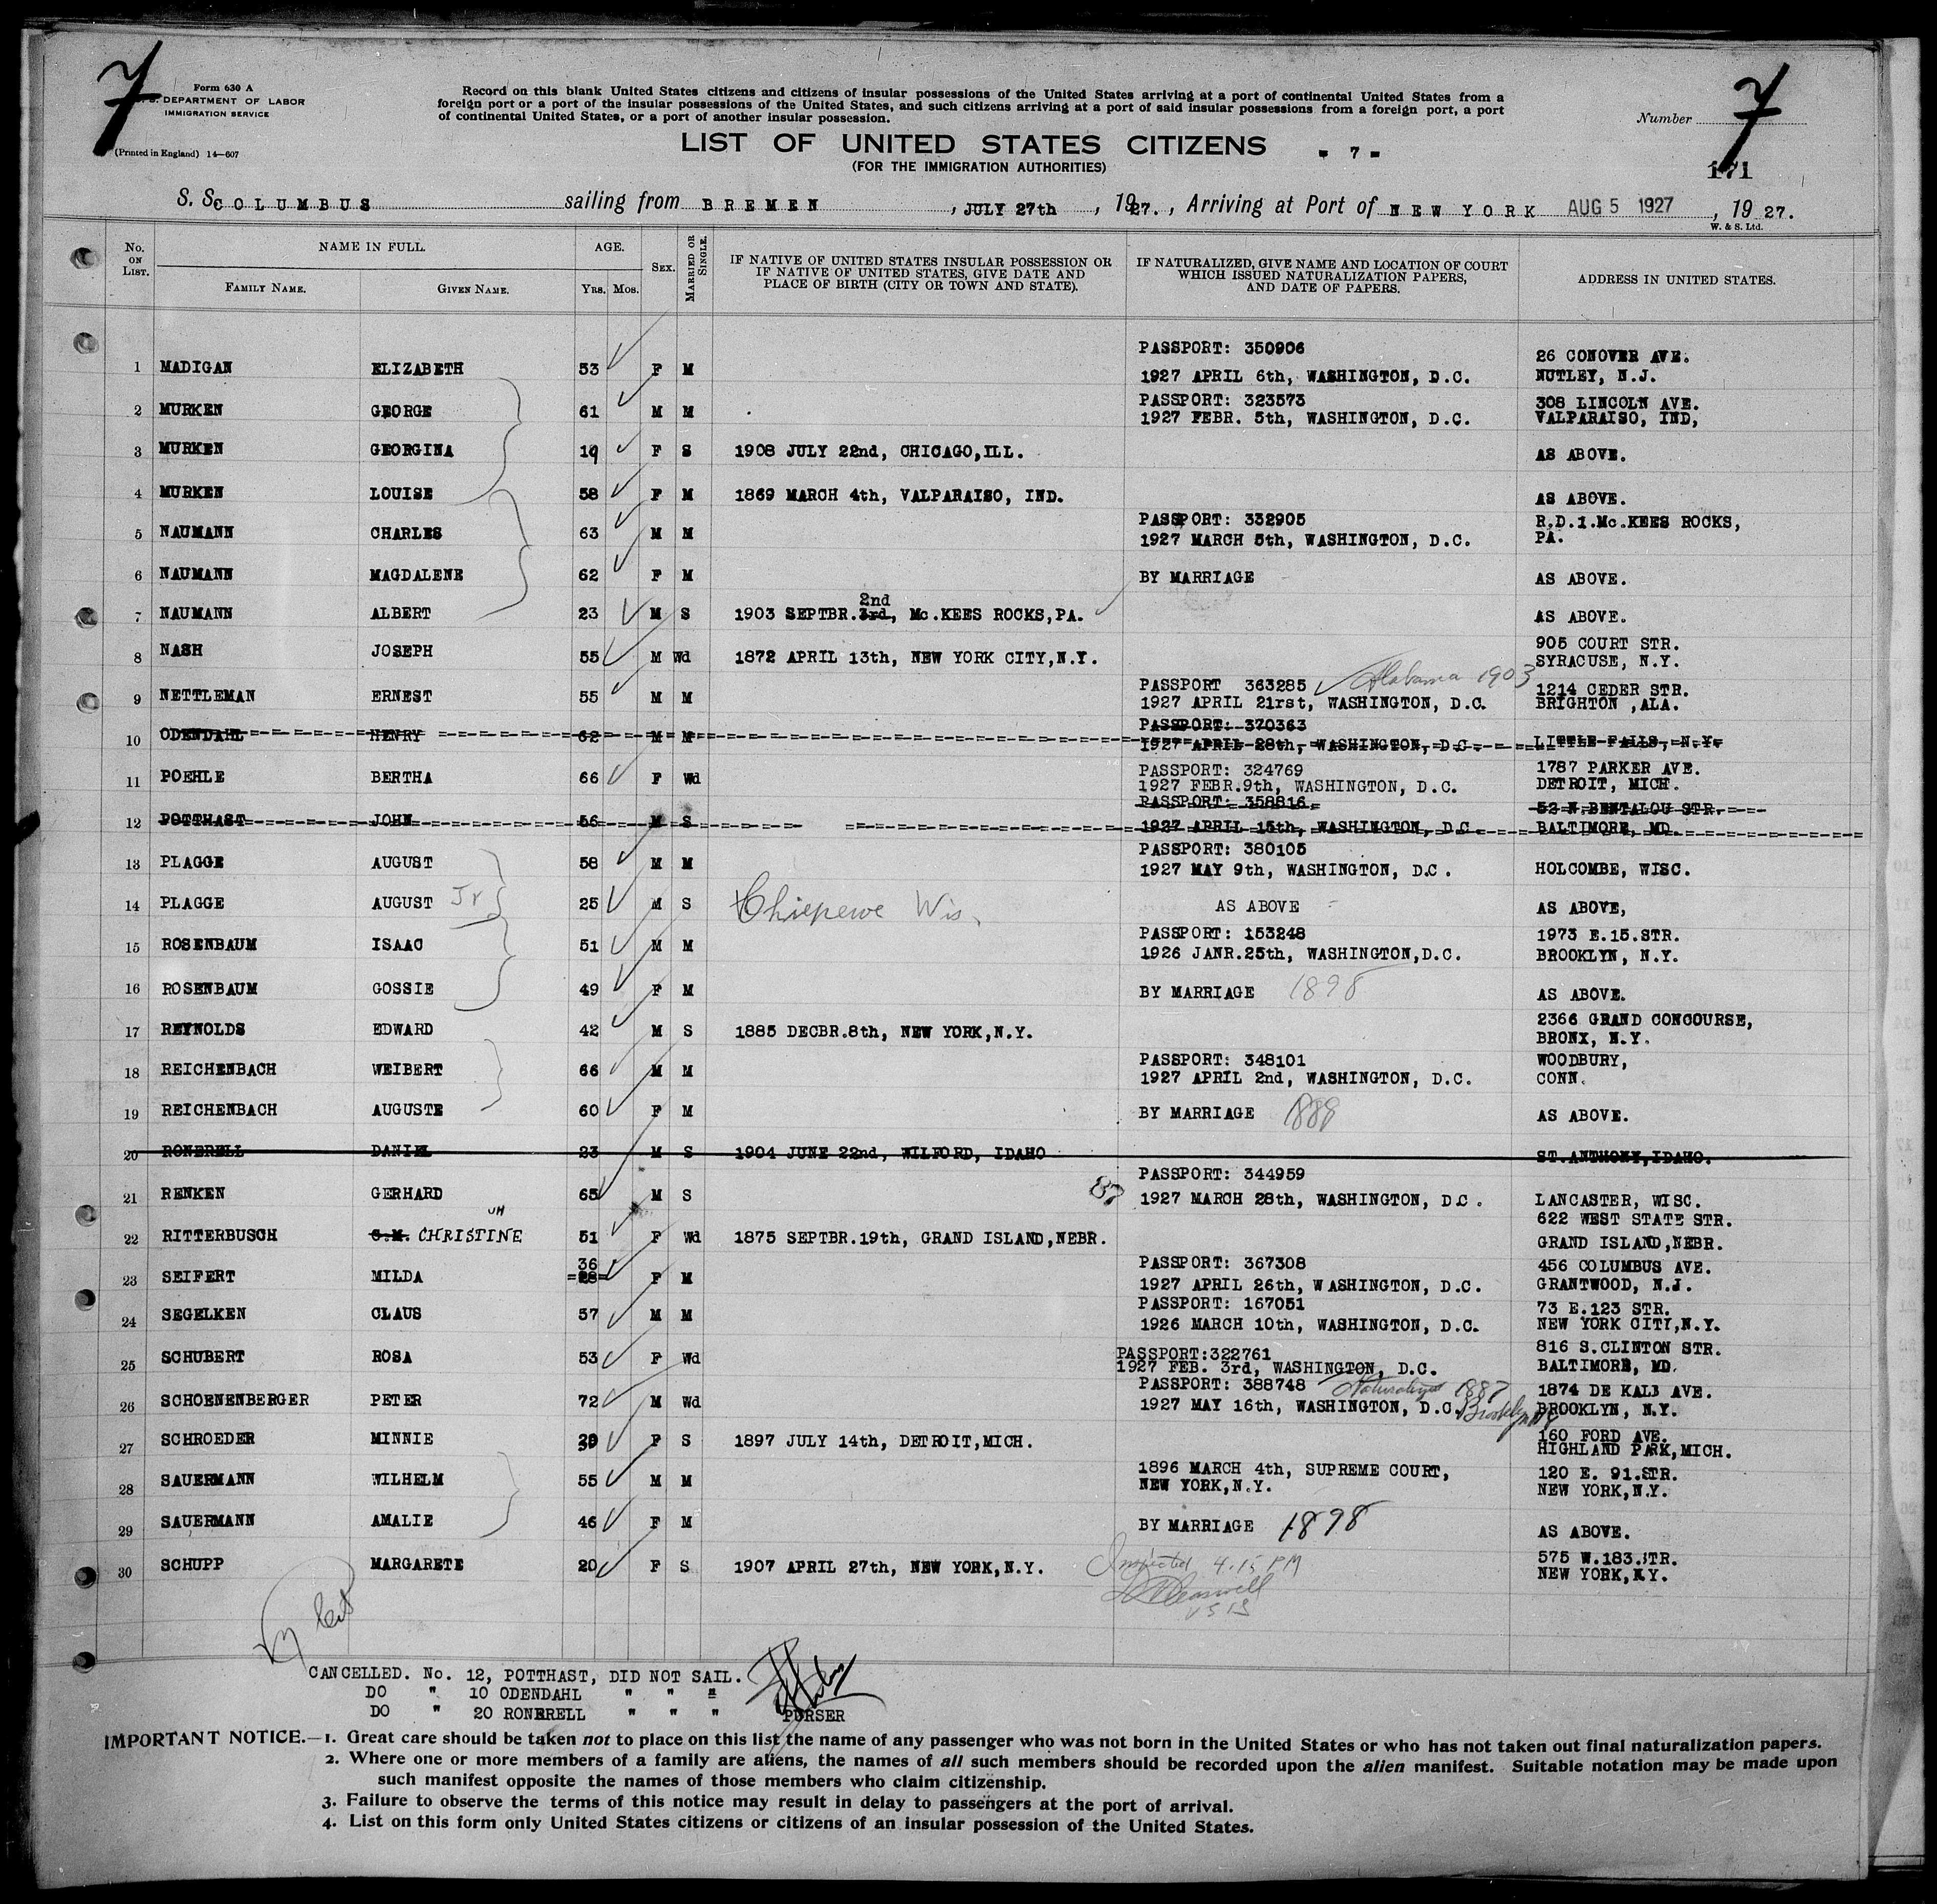 7
7
Form 630 A
U. S. DEPARTMENT OF LABOR
IMMIGRATION SERVICE
(Printed in England) 14—607
Record on this blank United States citizens and citizens of insular possessions of the United States arriving at a port of continental United States from a
foreign port or a port of the insular possessions of the United States, and such citizens arriving at a port of said insular possessions from a foreign port, a port
of continental United States, or a port of another insular possession.
Number
LIST OF UNITED STATES CITIZENS - 7 -
(FOR THE IMMIGRATION AUTHORITIES)
171
S. S. COLUMBUS sailing from BREMEN, JULY 27th, 1927., Arriving at Port of NEW YORK AUG 5 1927, 19 27.
W. & S. Ltd.
No. ON LIST. NAME IN FULL. FAMILY NAME. GIVEN NAME. AGE. YRS. MOS. SEX. MARRIED OR SINGLE. IF NATIVE OF UNITED STATES INSULAR POSSESSION OR IF NATIVE OF UNITED STATES, GIVE DATE AND PLACE OF BIRTH (CITY OR TOWN AND STATE). IF NATURALIZED, GIVE NAME AND LOCATION OF COURT WHICH ISSUED NATURALIZATION PAPERS, AND DATE OF PAPERS. ADDRESS IN UNITED STATES.
1 MADIGAN ELIZABETH 53 F M PASSPORT: 350906 1927 APRIL 6th, WASHINGTON, D.C. 26 CONOVER AVE. NUTLEY, N.J.
2 MURKEN GEORGE 61 M M PASSPORT: 323573 1927 FEBR. 5th, WASHINGTON, D.C. 308 LINCOLN AVE. VALPARAISO, IND,
3 MURKEN GEORGINA 19 F S 1908 JULY 22nd, CHICAGO,ILL. AS ABOVE.
4 MURKEN LOUISE 58 F M 1869 MARCH 4th, VALPARAISO, IND. AS ABOVE.
5 NAUMANN CHARLES 63 M M PASSPORT: 332905 1927 MARCH 5th, WASHINGTON, D.C. R.D.1.Mc.KEES ROCKS, PA.
6 NAUMANN MAGDALENE 62 F M BY MARRIAGE AS ABOVE.
7 NAUMANN ALBERT 23 M S 1903 SEPTBR.3rd, 2nd Mc.KEES ROCKS,PA. AS ABOVE.
8 NASH JOSEPH 55 M Wd 1872 APRIL 13th, NEW YORK CITY,N.Y. 905 COURT STR. SYRACUSE, N.Y.
9 NETTLEMAN ERNEST 55 M M PASSPORT 363285 Alabama 1903 1927 APRIL 21rst, WASHINGTON, D.C. 1214 CEDER STR. BRIGHTON ,ALA.
10 ODENDAHL HENRY 62 M M PASSPORT: 370363 1927 APRIL 28th, WASHINGTON, D.C. LITTLE FALLS, N.Y.
11 POEHLE BERTHA 66 F Wd PASSPORT: 324769 1927 FEBR.9th, WASHINGTON, D.C. 1787 PARKER AVE. DETROIT, MICH.
12 POTTHAST JOHN 56 M S PASSPORT: 358816 1927 APRIL 15th, WASHINGTON, D.C. 52 N BENTALOU STR. BALTIMORE, MD.
13 PLAGGE AUGUST 58 M M PASSPORT: 380105 1927 MAY 9th, WASHINGTON, D.C. HOLCOMBE, WISC.
14 PLAGGE AUGUST Jr 25 M S Chiepewe Wis. AS ABOVE AS ABOVE,
15 ROSENBAUM ISAAC 51 M M PASSPORT: 153248 1926 JANR.25th, WASHINGTON,D.C. 1973 E.15.STR. BROOKLYN, N.Y.
16 ROSENBAUM GOSSIE 49 F M BY MARRIAGE 1898 AS ABOVE.
17 REYNOLDS EDWARD 42 M S 1885 DECBR.8th, NEW YORK,N.Y. 2366 GRAND CONCOURSE, BRONX, N.Y.
18 REICHENBACH WEIBERT 66 M M PASSPORT: 348101 1927 APRIL 2nd, WASHINGTON, D.C. WOODBURY, CONN.
19 REICHENBACH AUGUSTE 60 F M BY MARRIAGE 1888 AS ABOVE.
20 RONERELL DANIEL 23 M S 1904 JUNE 22nd, WILFORD, IDAHO ST.ANTHONY,IDAHO.
21 RENKEN GERHARD 65 M S 87 PASSPORT: 344959 1927 MARCH 28th, WASHINGTON, D.C. LANCASTER, WISC.
22 RITTERBUSCH C.M. CHRISTINE 51 F Wd 1875 SEPTBR.19th, GRAND ISLAND,NEBR. 622 WEST STATE STR. GRAND ISLAND,NEBR.
23 SEIFERT MILDA 36 =28= F M PASSPORT: 367308 1927 APRIL 26th, WASHINGTON, D.C. 456 COLUMBUS AVE. GRANTWOOD, N.J.
24 SEGELKEN CLAUS 57 M M PASSPORT: 167051 1926 MARCH 10th, WASHINGTON, D.C. 73 E.123 STR. NEW YORK CITY,N.Y.
25 SCHUBERT ROSA 53 F Wd PASSPORT:322761 1927 FEB. 3rd, WASHINGTON, D.C. 816 S.CLINTON STR. BALTIMORE, MD.
26 SCHOENENBERGER PETER 72 M Wd PASSPORT: 388748 Naturalized 1887 1927 MAY 16th, WASHINGTON, D.C. Brooklyn NY 1874 DE KALB AVE. BROOKLYN, N.Y.
27 SCHROEDER MINNIE 30 F S 1897 JULY 14th, DETROIT,MICH. 160 FORD AVE. HIGHLAND PARK,MICH.
28 SAUERMANN WILHELM 55 M M 1896 MARCH 4th, SUPREME COURT, NEW YORK,N.Y. 120 E. 91.STR. NEW YORK,N.Y.
29 SAUERMANN AMALIE 46 F M BY MARRIAGE 1898 AS ABOVE.
30 SCHUPP MARGARETE 20 F S 1907 APRIL 27th, NEW YORK,N.Y. 575 W.183.STR. NEW YORK,N.Y.
Inspected 4.15 PM
CANCELLED. No. 12, POTTHAST, DID NOT SAIL.
DO " 10 ODENDAHL " " "
DO " 20 RONERELL " " "
PURSER
IMPORTANT NOTICE.—1. Great care should be taken not to place on this list the name of any passenger who was not born in the United States or who has not taken out final naturalization papers.
2. Where one or more members of a family are aliens, the names of all such members should be recorded upon the alien manifest. Suitable notation may be made upon
such manifest opposite the names of those members who claim citizenship.
3. Failure to observe the terms of this notice may result in delay to passengers at the port of arrival.
4. List on this form only United States citizens or citizens of an insular possession of the United States.